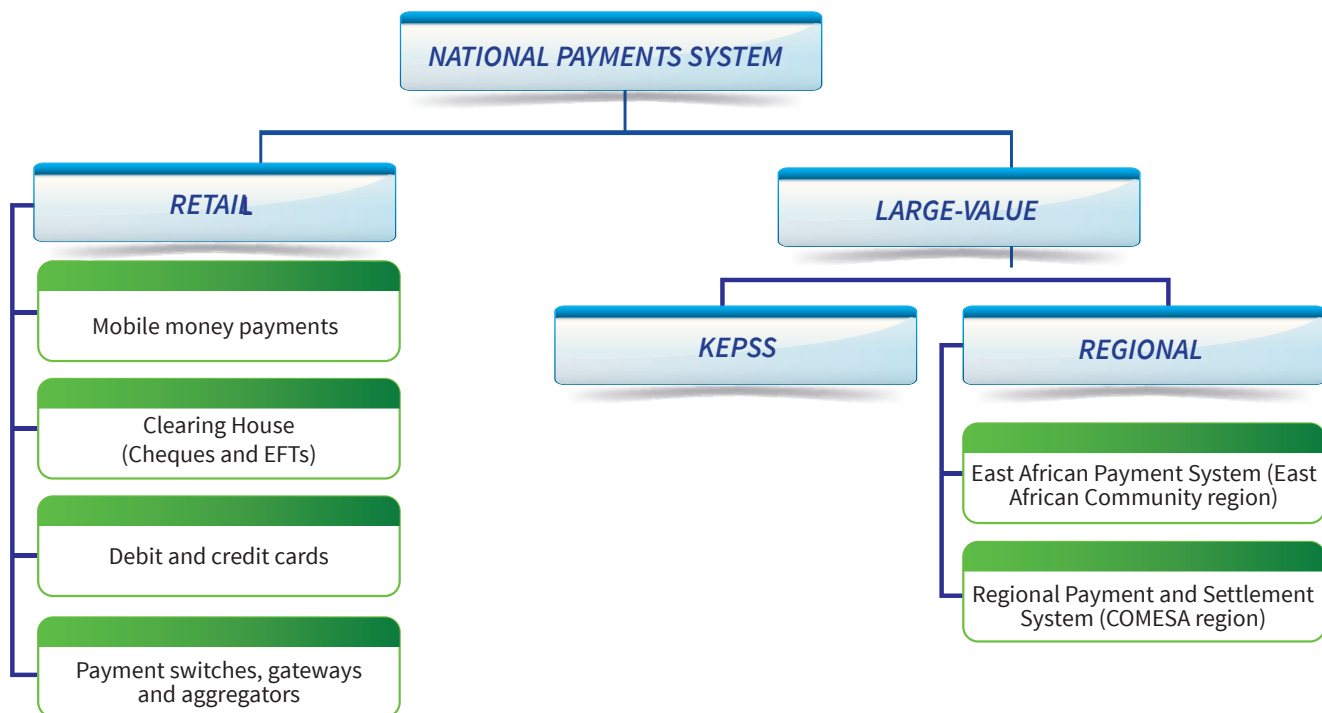 NATIONAL PAYMENTS SYSTEM
RETAIL
Mobile money payments
Clearing House
(Cheques and EFTs)
Debit and credit cards
Payment switches, gateways
and aggregators
LARGE-VALUE
KEPSS
REGIONAL
East African Payment System (East
African Community region)
Regional Payment and Settlement
System (COMESA region)